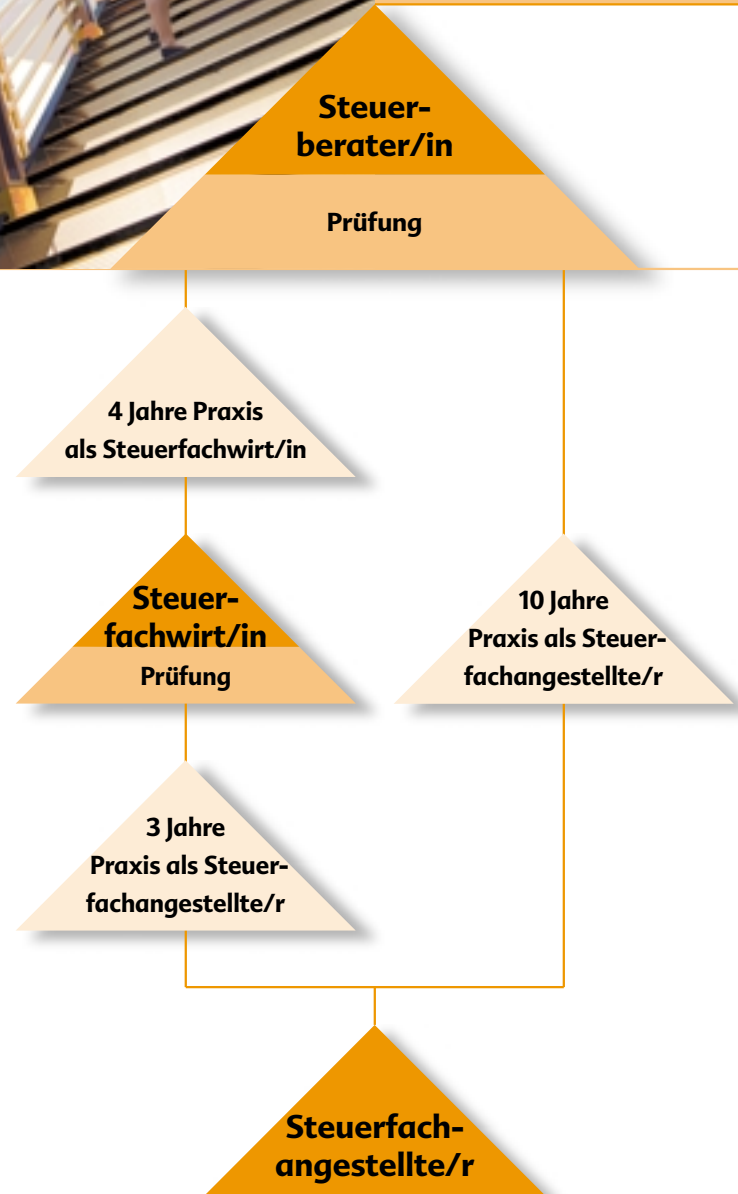 Steuer-
berater/in
Prüfung
4 Jahre Praxis
als Steuerfachwirt/in
Steuer-
fachwirt/in
Prüfung
10 Jahre
Praxis als Steuer-
fachangestellte/r
3 Jahre
Praxis als Steuer-
fachangestellte/r
Steuerfach-
angestellte/r